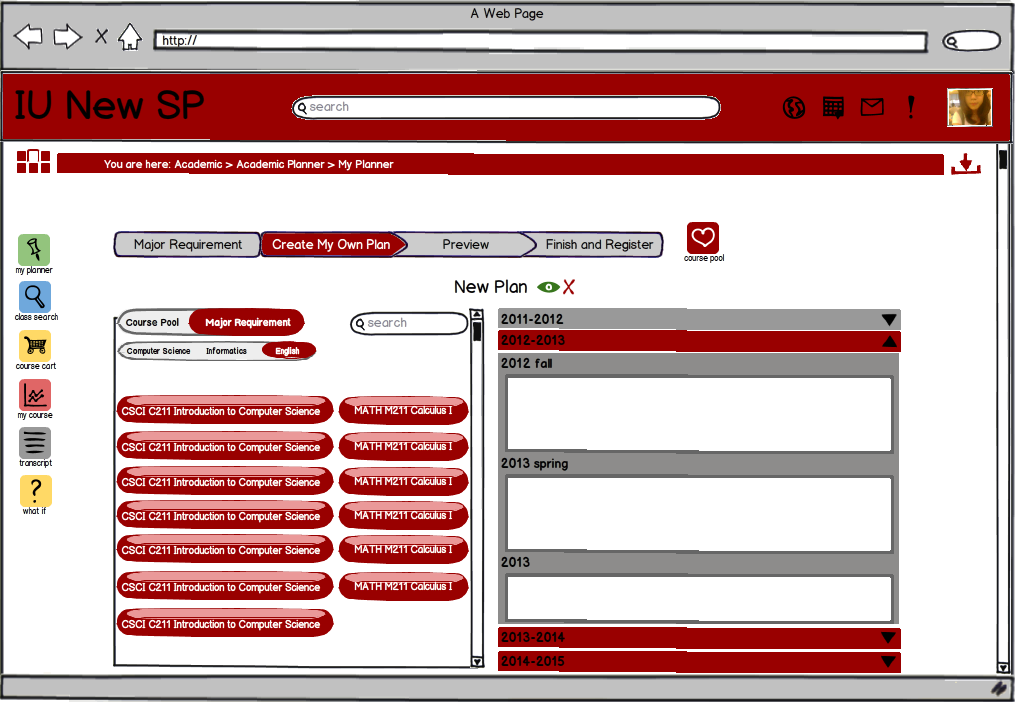 A Web Page
http://
IU New SP
search
You are here: Academic > Academic Planner > My Planner
Major Requirement
Create My Own Plan
Preview
Finish and Register
course pool
my planner
class search
course cart
my course
transcript
what if
New Plan
Course Pool
Major Requirement
search
Computer Science
Informatics
English
CSCI C211 Introduction to Computer Science
MATH M211 Calculus I
CSCI C211 Introduction to Computer Science
MATH M211 Calculus I
CSCI C211 Introduction to Computer Science
MATH M211 Calculus I
CSCI C211 Introduction to Computer Science
MATH M211 Calculus I
CSCI C211 Introduction to Computer Science
MATH M211 Calculus I
CSCI C211 Introduction to Computer Science
MATH M211 Calculus I
CSCI C211 Introduction to Computer Science
2011-2012
2012-2013
2012 fall
2013 spring
2013
2013-2014
2014-2015